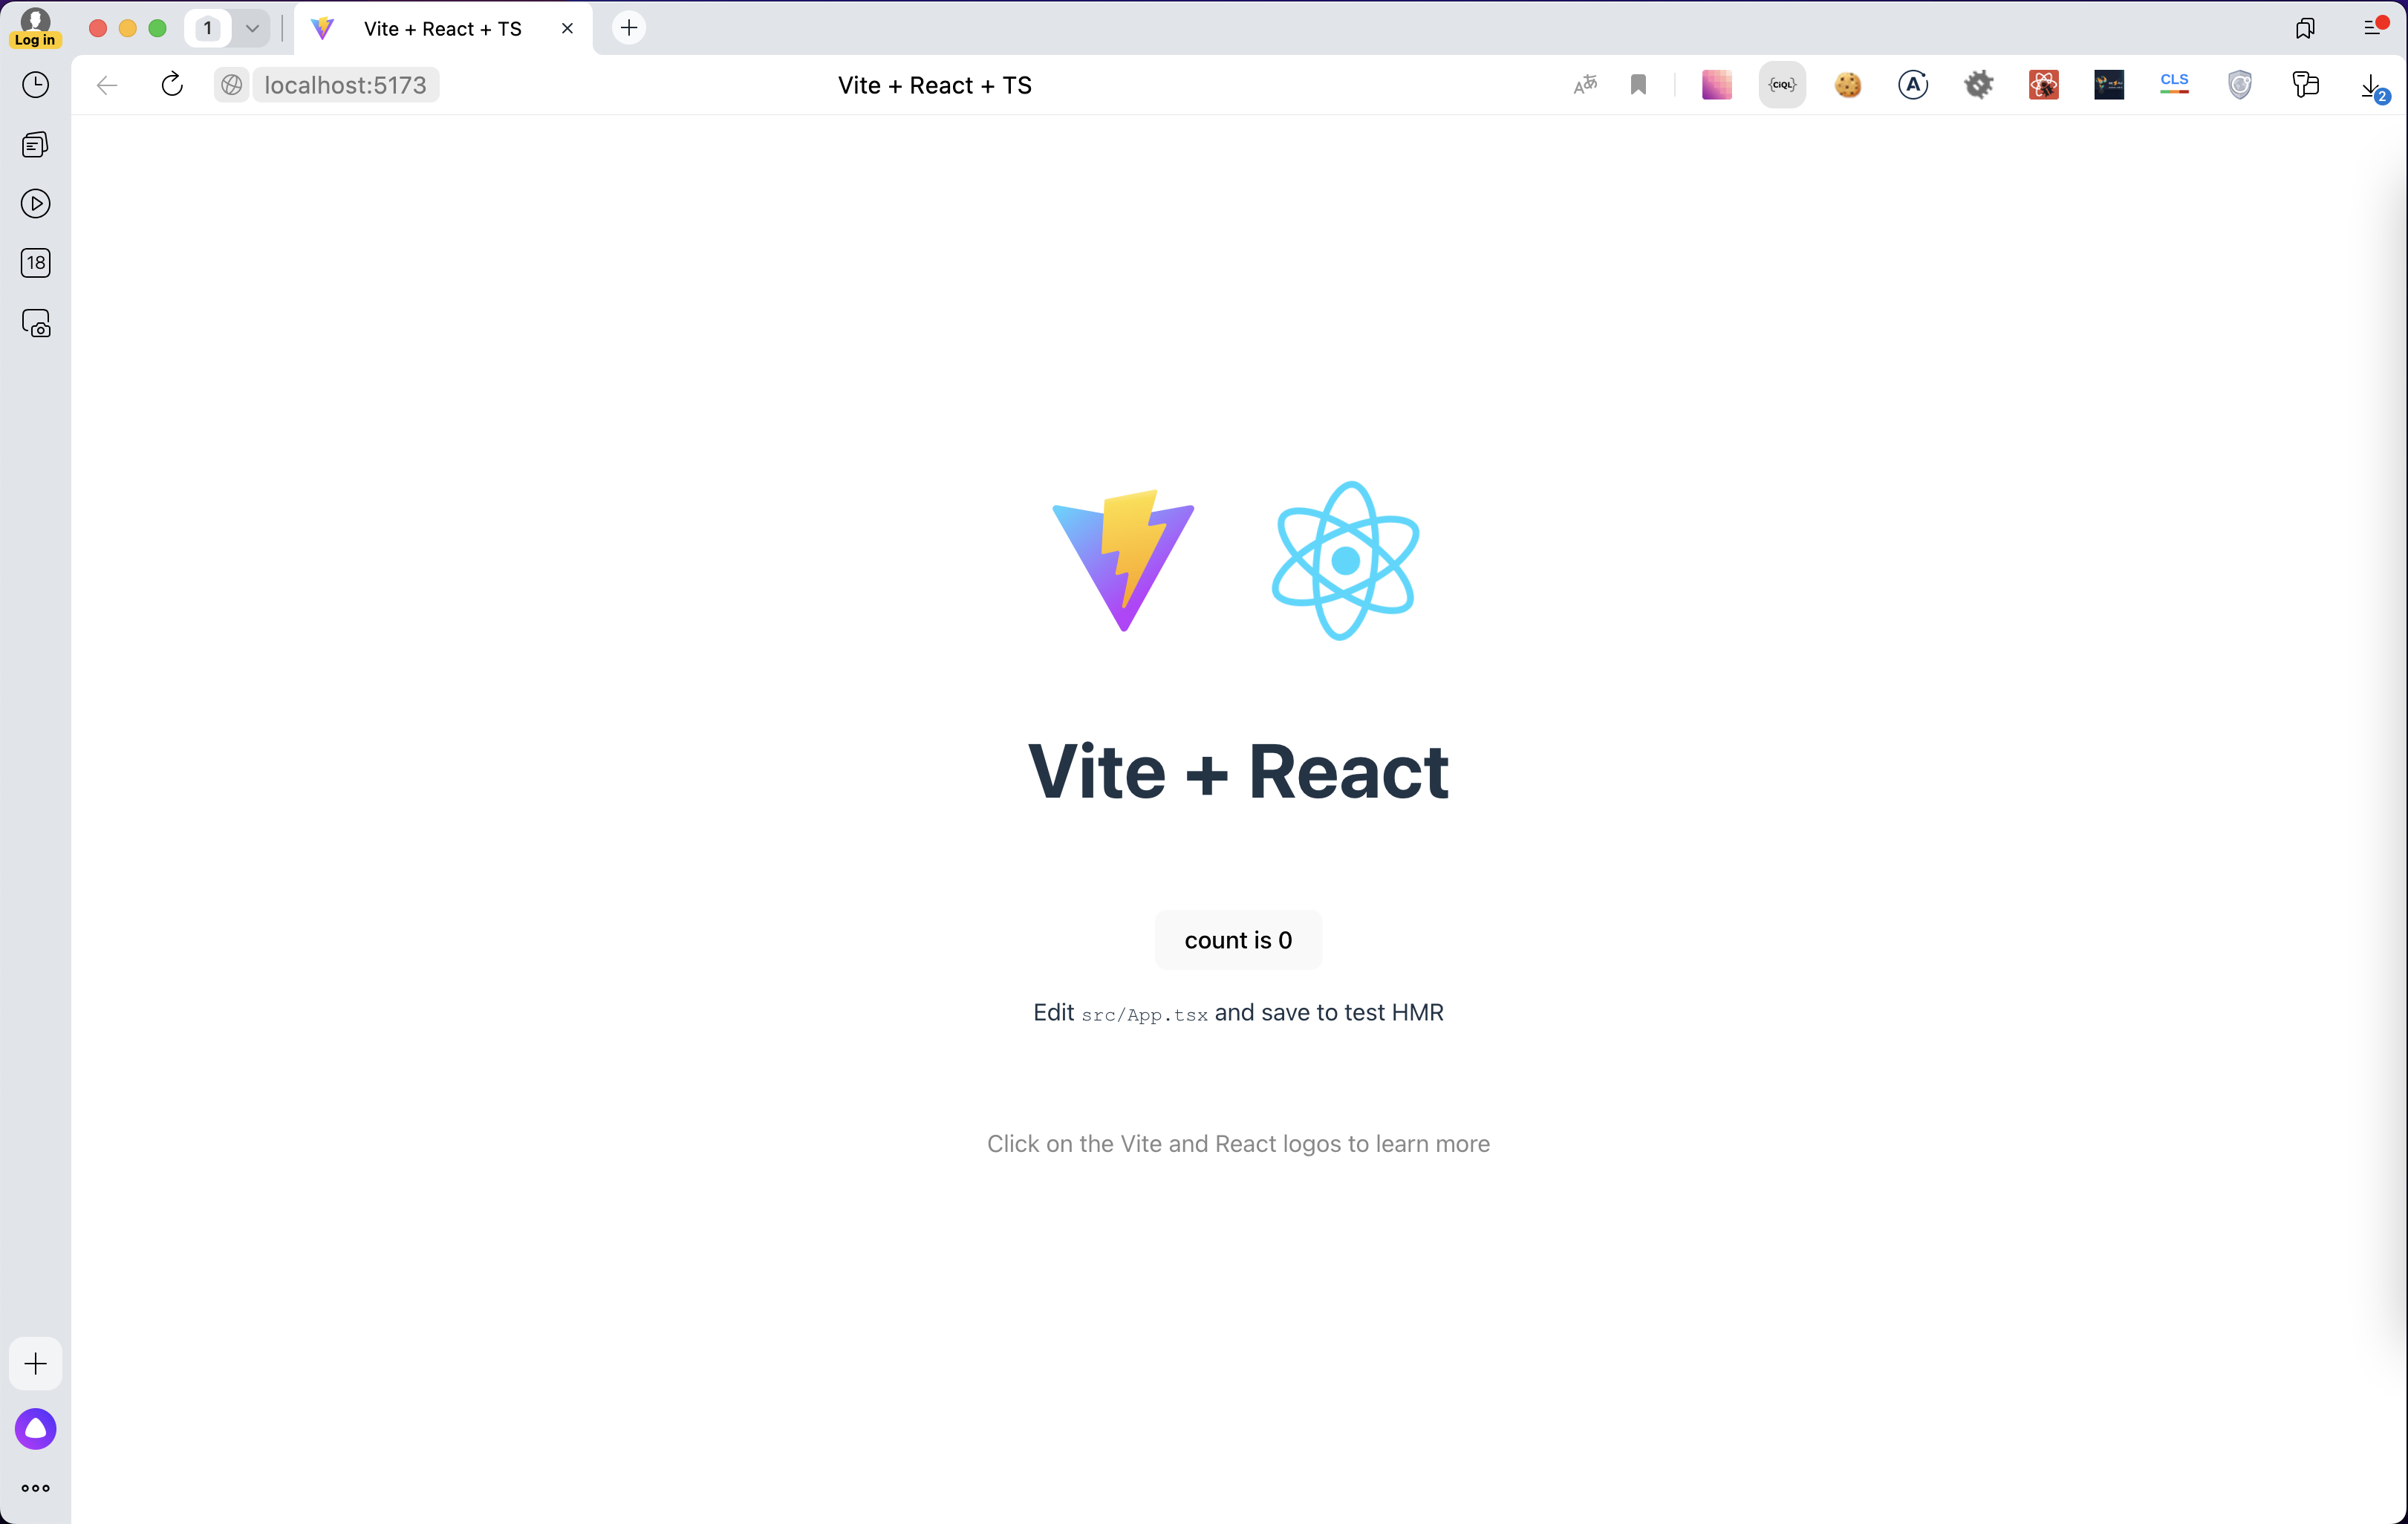 Log in
1
Vite + React + TS
localhost:5173
Vite + React + TS
{CiQL}
CLS
2
18
Vite + React
count is 0
Edit src/App.tsx and save to test HMR
Click on the Vite and React logos to learn more